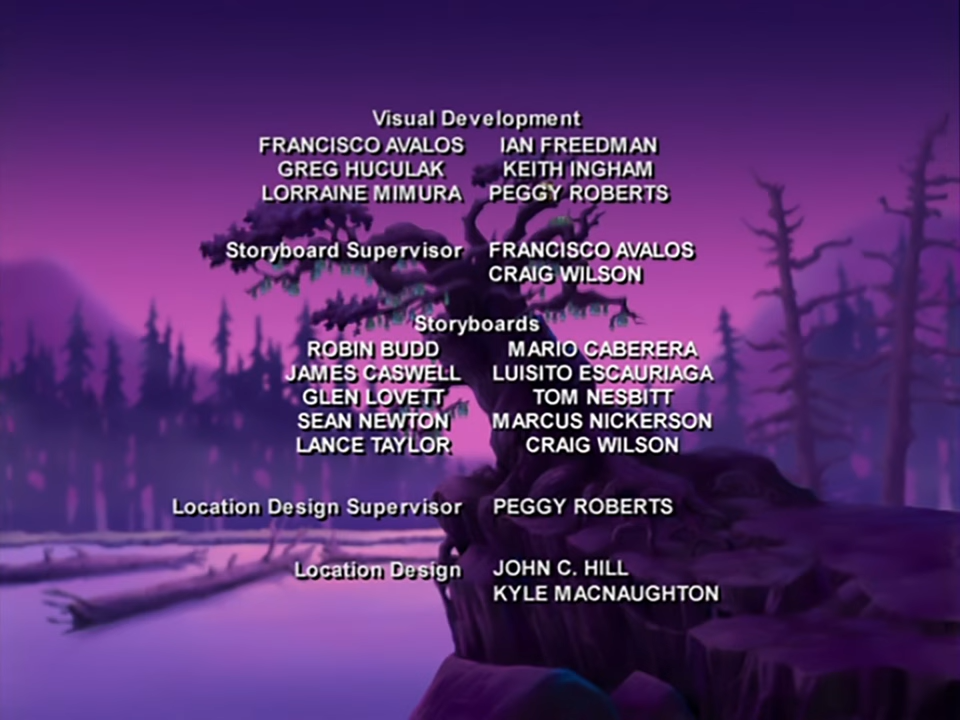 Visual Development
FRANCISCO AVALOS IAN FREEDMAN
GREG HUCULAK KEITH INGHAM
LORRAINE MIMURA PEGGY ROBERTS
Storyboard Supervisor FRANCISCO AVALOS
CRAIG WILSON
Storyboards
ROBIN BUDD MARIO CABERERA
JAMES CASWELL LUISITO ESCAURIAGA
GLEN LOVETT TOM NESBITT
SEAN NEWTON MARCUS NICKERSON
LANCE TAYLOR CRAIG WILSON
Location Design Supervisor PEGGY ROBERTS
Location Design JOHN C. HILL
KYLE MACNAUGHTON